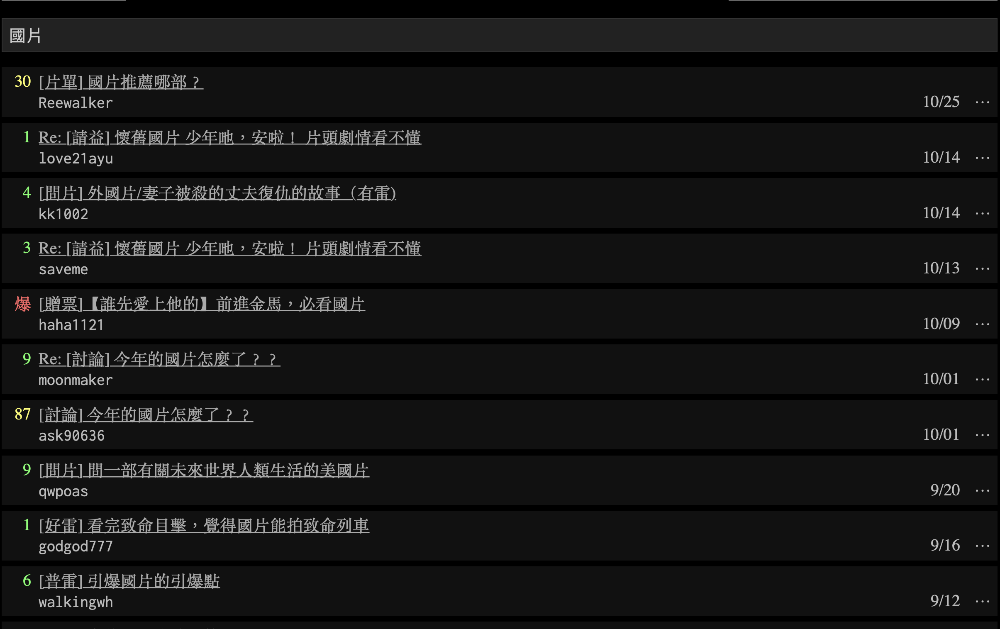 國片
30 [片單] 國片推薦哪部？
Reewalker
10/25 ⋯
1 Re: [請益] 懷舊國片 少年吔，安啦！ 片頭劇情看不懂
love21ayu
10/14 ⋯
4 [問片] 外國片/妻子被殺的丈夫復仇的故事（有雷)
kk1002
10/14 ⋯
3 Re: [請益] 懷舊國片 少年吔，安啦！ 片頭劇情看不懂
saveme
10/13 ⋯
爆 [贈票]【誰先愛上他的】前進金馬，必看國片
haha1121
10/09 ⋯
9 Re: [討論] 今年的國片怎麼了？？
moonmaker
10/01 ⋯
87 [討論] 今年的國片怎麼了？？
ask90636
10/01 ⋯
9 [問片] 問一部有關未來世界人類生活的美國片
qwpoas
9/20 ⋯
1 [好雷] 看完致命目擊，覺得國片能拍致命列車
godgod777
9/16 ⋯
6 [普雷] 引爆國片的引爆點
walkingwh
9/12 ⋯